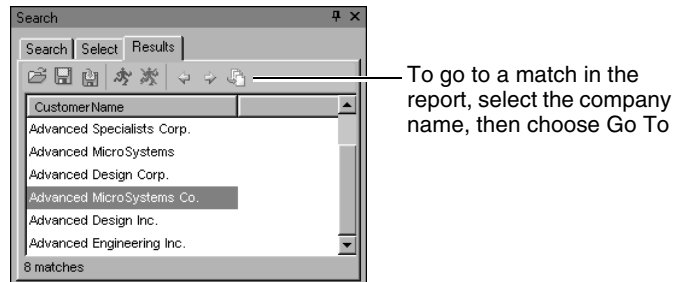 Search
Search Select Results
CustomerName
Advanced Specialists Corp.
Advanced MicroSystems
Advanced Design Corp.
Advanced MicroSystems Co.
Advanced Design Inc.
Advanced Engineering Inc.
8 matches
To go to a match in the
report, select the company
name, then choose Go To